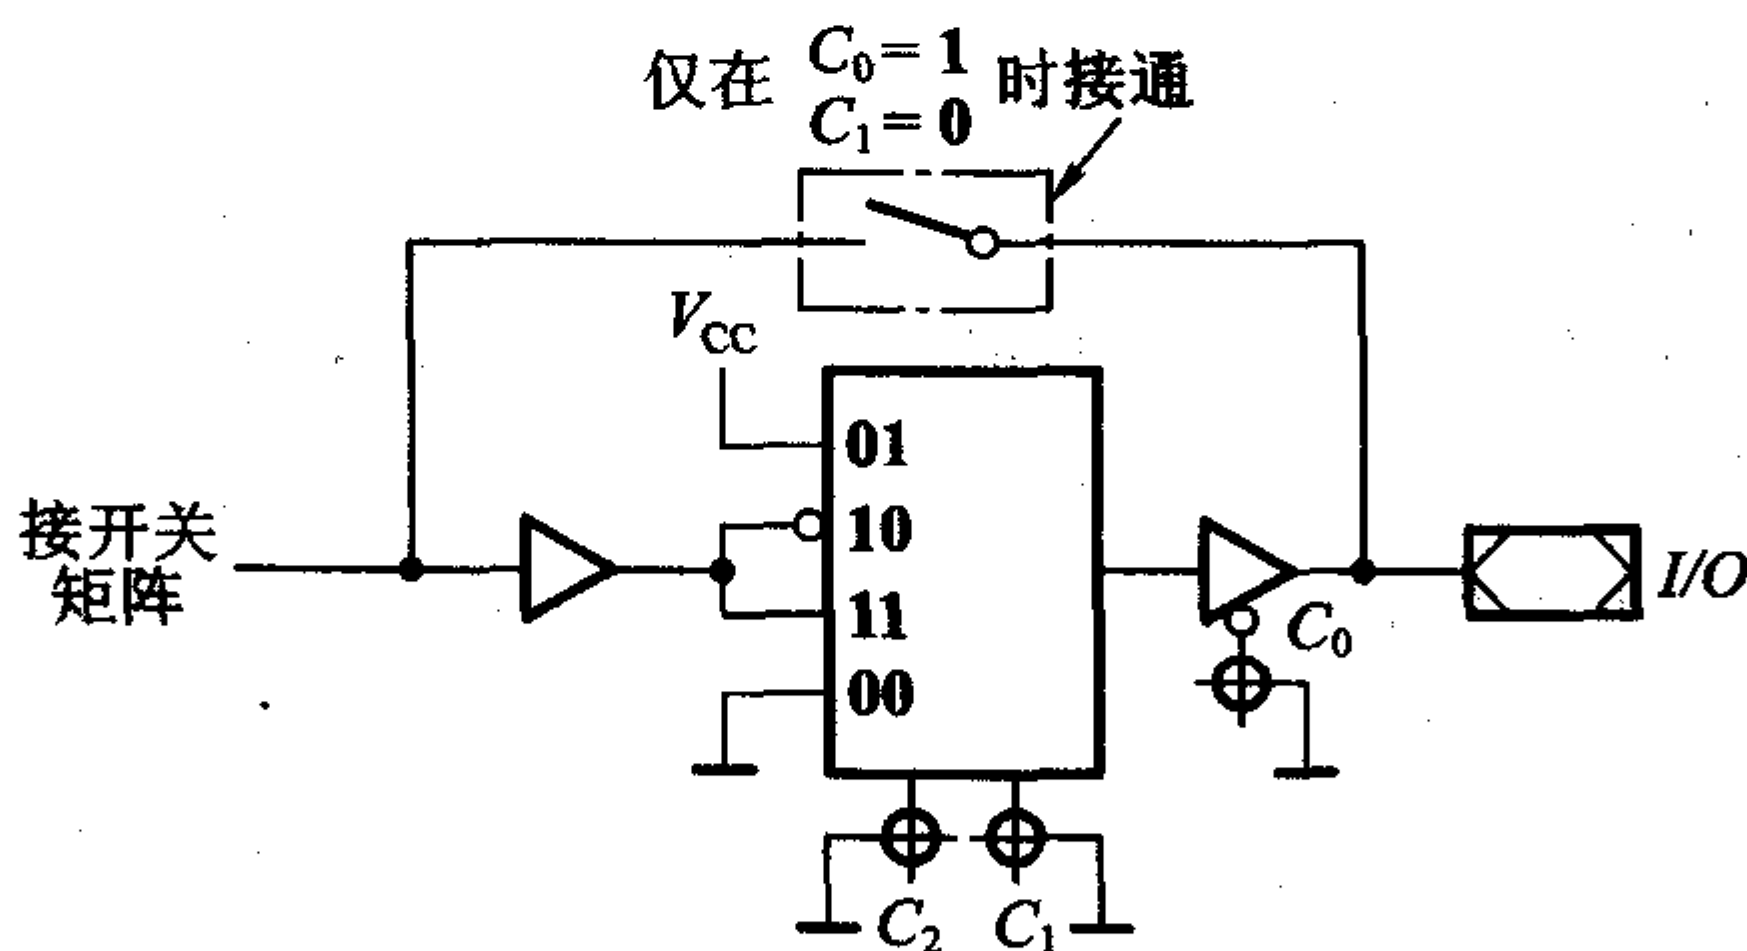 仅在 C₀ = 1 时接通
C₁ = 0
V_CC
01
10
11
00
接开关
矩阵
C₀
I/O
C₂
C₁